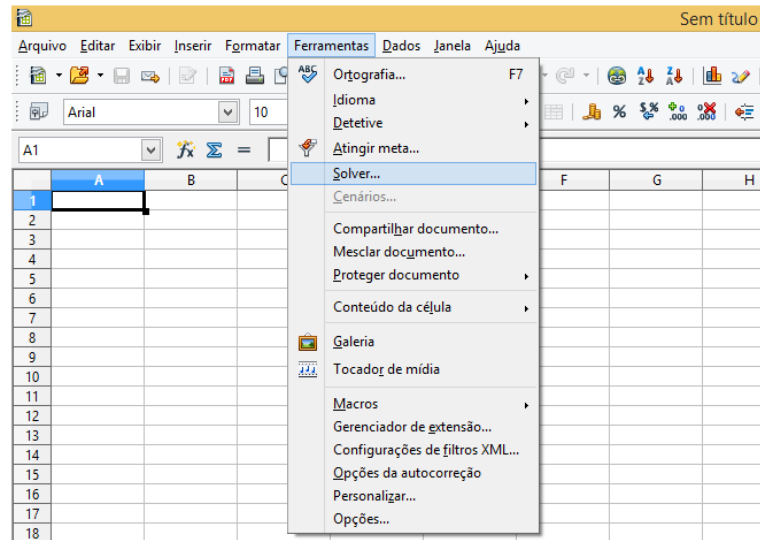 Sem título
Arquivo Editar Exibir Inserir Formatar Ferramentas Dados Janela Ajuda
ABC Ortografia... F7
Idioma
Detetive
Atingir meta...
Solver...
Cenários...
Compartilhar documento...
Mesclar documento...
Proteger documento
Conteúdo da célula
Galeria
Tocador de mídia
Macros
Gerenciador de extensão...
Configurações de filtros XML...
Opções da autocorreção
Personalizar...
Opções...
Arial 10
A1
A B C F G H
1
2
3
4
5
6
7
8
9
10
11
12
13
14
15
16
17
18